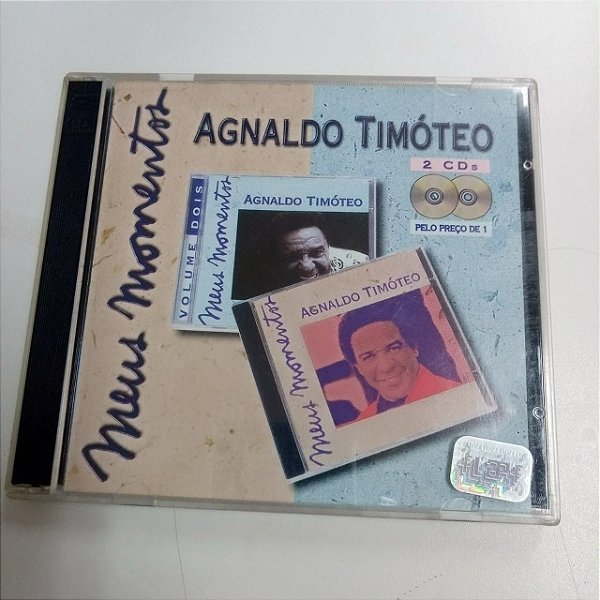 Meus Momentos
AGNALDO TIMÓTEO
2 CDs
PELO PREÇO DE 1
VOLUME DOIS
Meus Momentos
AGNALDO TIMÓTEO
Meus Momentos
AGNALDO TIMÓTEO